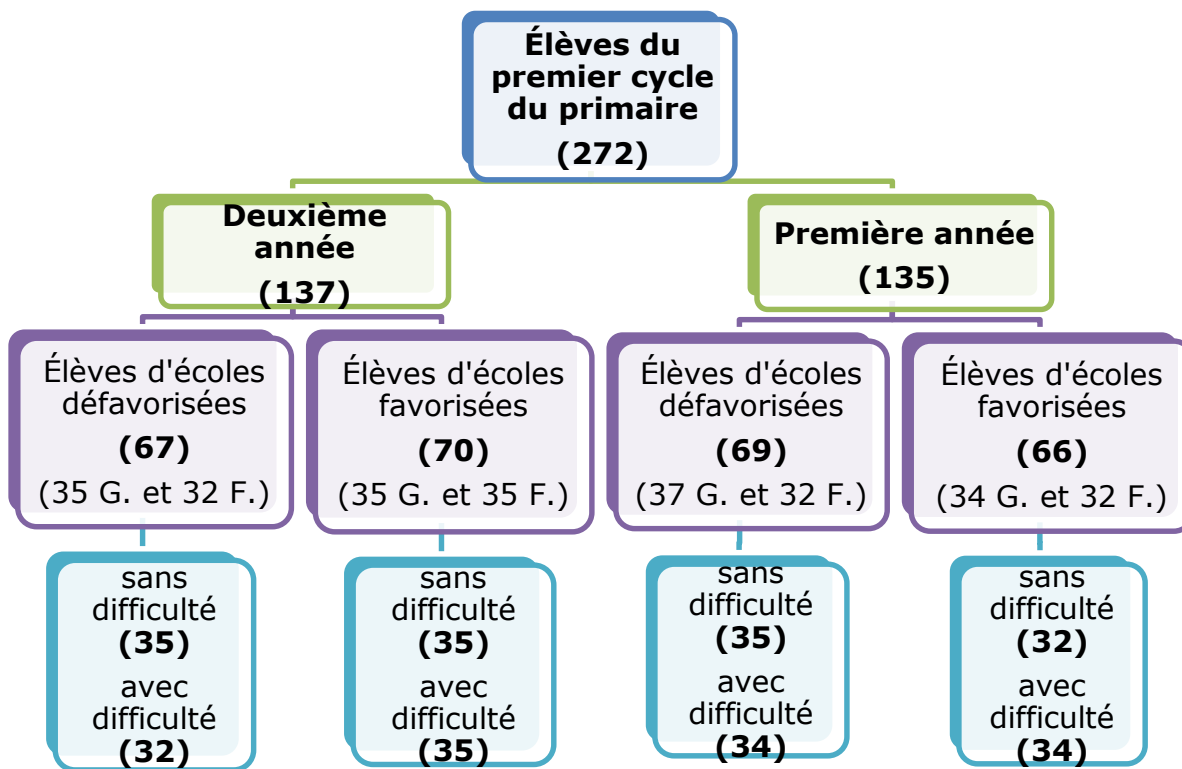 Élèves du
premier cycle
du primaire
(272)
Deuxième
année
(137)
Première année
(135)
Élèves d'écoles
défavorisées
(67)
(35 G. et 32 F.)
Élèves d'écoles
favorisées
(70)
(35 G. et 35 F.)
Élèves d'écoles
défavorisées
(69)
(37 G. et 32 F.)
Élèves d'écoles
favorisées
(66)
(34 G. et 32 F.)
sans
difficulté
(35)
avec
difficulté
(32)
sans
difficulté
(35)
avec
difficulté
(35)
sans
difficulté
(35)
avec
difficulté
(34)
sans
difficulté
(32)
avec
difficulté
(34)